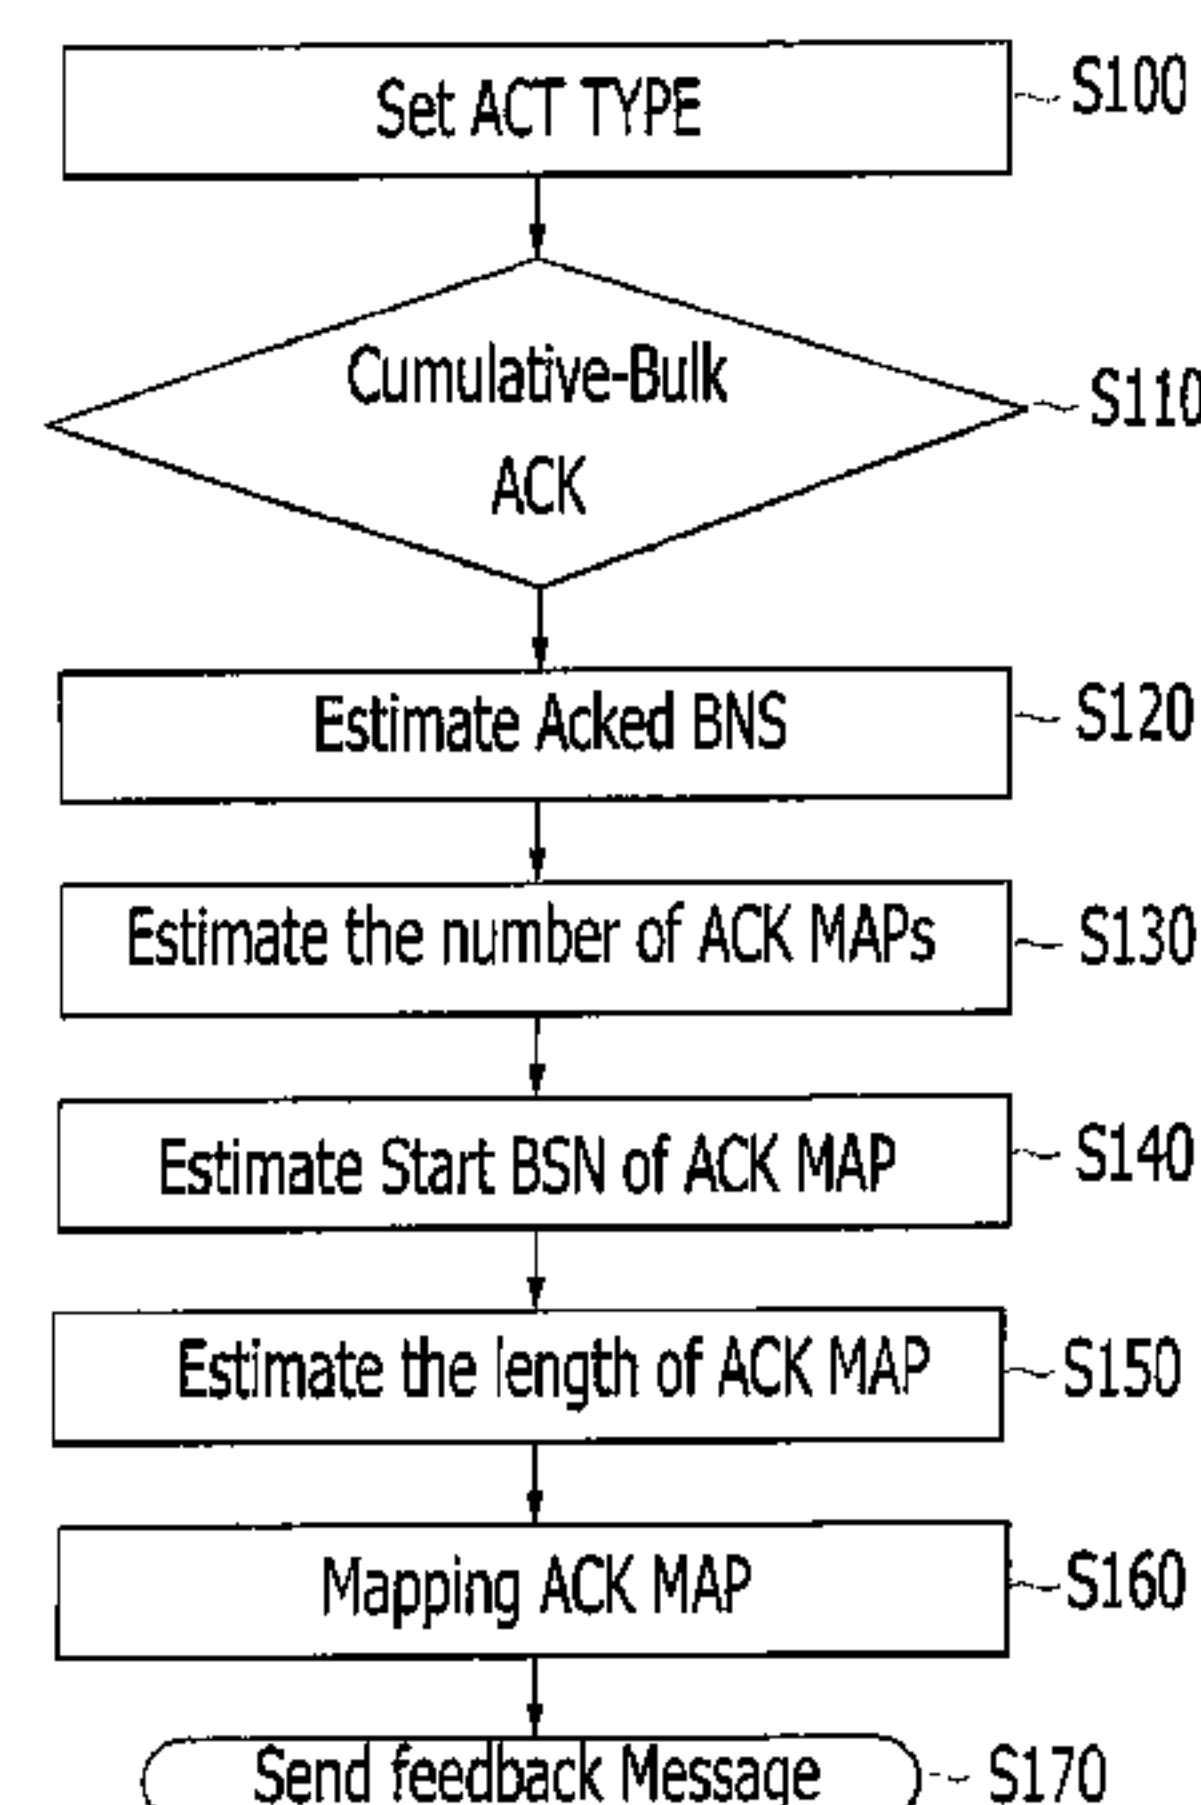 Set ACT TYPE
S100
Cumulative-Bulk
ACK
S110
Estimate Acked BNS
S120
Estimate the number of ACK MAPs
S130
Estimate Start BSN of ACK MAP
S140
Estimate the length of ACK MAP
S150
Mapping ACK MAP
S160
Send feedback Message
S170